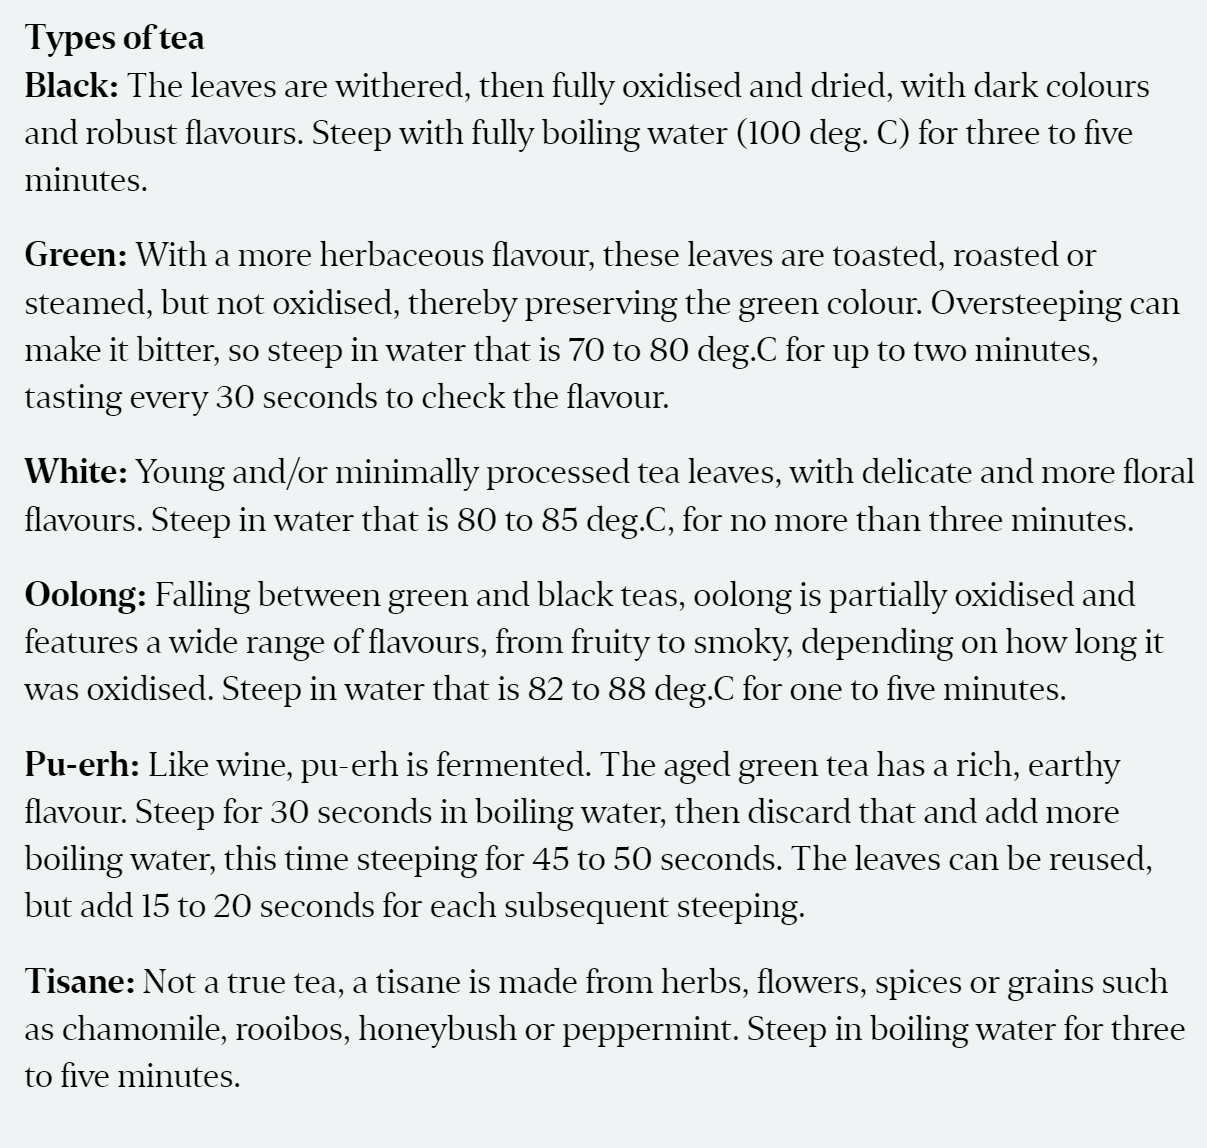 Types of tea
Black: The leaves are withered, then fully oxidised and dried, with dark colours
and robust flavours. Steep with fully boiling water (100 deg. C) for three to five
minutes.
Green: With a more herbaceous flavour, these leaves are toasted, roasted or
steamed, but not oxidised, thereby preserving the green colour. Oversteeping can
make it bitter, so steep in water that is 70 to 80 deg.C for up to two minutes,
tasting every 30 seconds to check the flavour.
White: Young and/or minimally processed tea leaves, with delicate and more floral
flavours. Steep in water that is 80 to 85 deg.C, for no more than three minutes.
Oolong: Falling between green and black teas, oolong is partially oxidised and
features a wide range of flavours, from fruity to smoky, depending on how long it
was oxidised. Steep in water that is 82 to 88 deg.C for one to five minutes.
Pu-erh: Like wine, pu-erh is fermented. The aged green tea has a rich, earthy
flavour. Steep for 30 seconds in boiling water, then discard that and add more
boiling water, this time steeping for 45 to 50 seconds. The leaves can be reused,
but add 15 to 20 seconds for each subsequent steeping.
Tisane: Not a true tea, a tisane is made from herbs, flowers, spices or grains such
as chamomile, rooibos, honeybush or peppermint. Steep in boiling water for three
to five minutes.